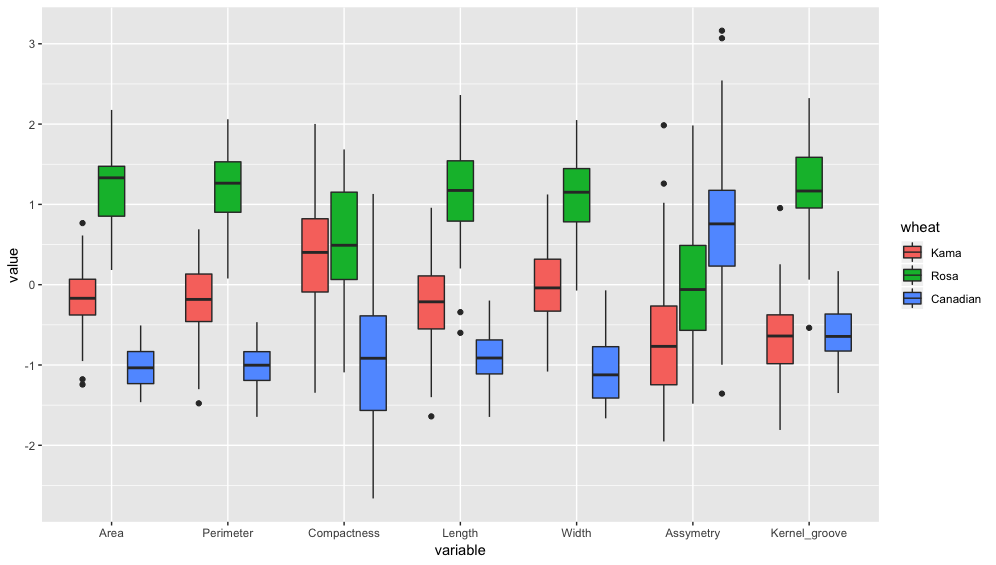 3
2
1
0
-1
-2
value
Area Perimeter Compactness Length Width Assymetry Kernel_groove
variable
wheat
Kama
Rosa
Canadian